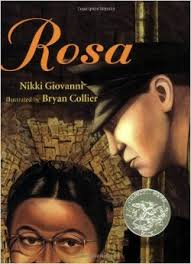 Rosa
Nikki Giovanni
illustrated by Bryan Collier